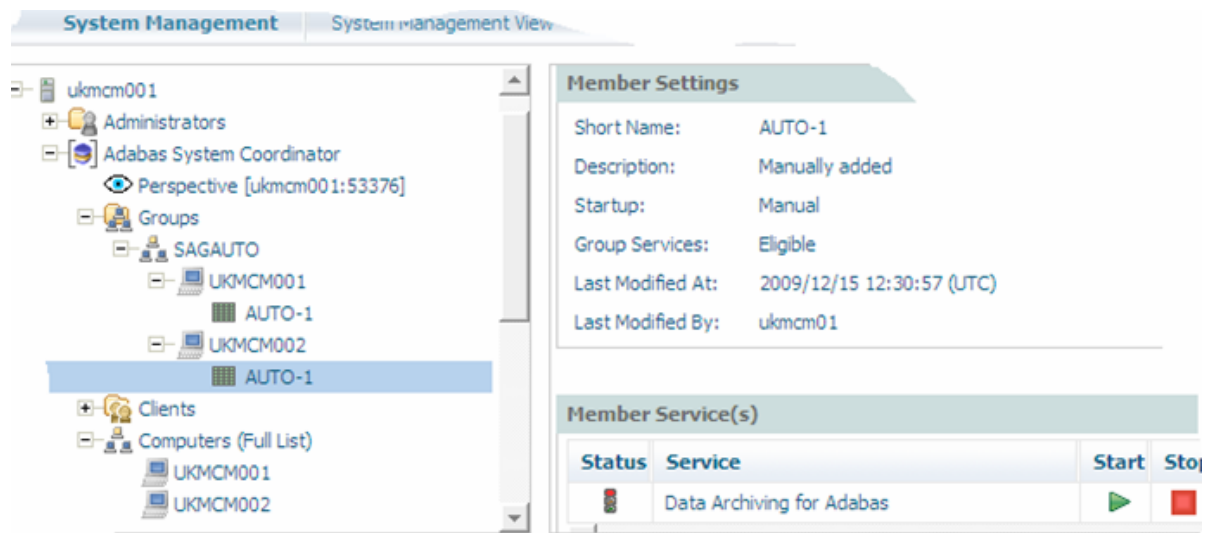 System Management System Management View
ukmcm001
Administrators
Adabas System Coordinator
Perspective [ukmcm001:53376]
Groups
SAGAUTO
UKMCM001
AUTO-1
UKMCM002
AUTO-1
Clients
Computers (Full List)
UKMCM001
UKMCM002
Member Settings
Short Name: AUTO-1
Description: Manually added
Startup: Manual
Group Services: Eligible
Last Modified At: 2009/12/15 12:30:57 (UTC)
Last Modified By: ukmcm01
Member Service(s)
Status Service Start Stop
Data Archiving for Adabas